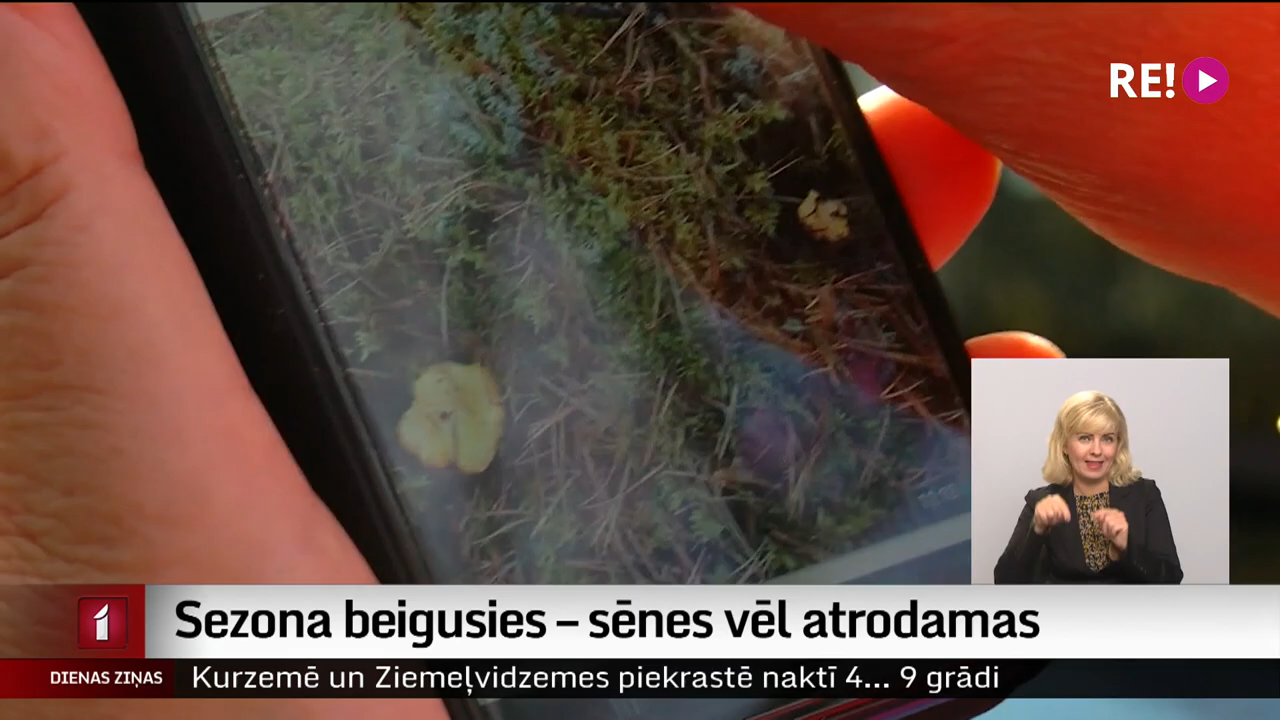 RE!
Sezona beigusies – sēnes vēl atrodamas
1
DIENAS ZIŅAS
Kurzemē un Ziemeļvidzemes piekrastē naktī 4... 9 grādi